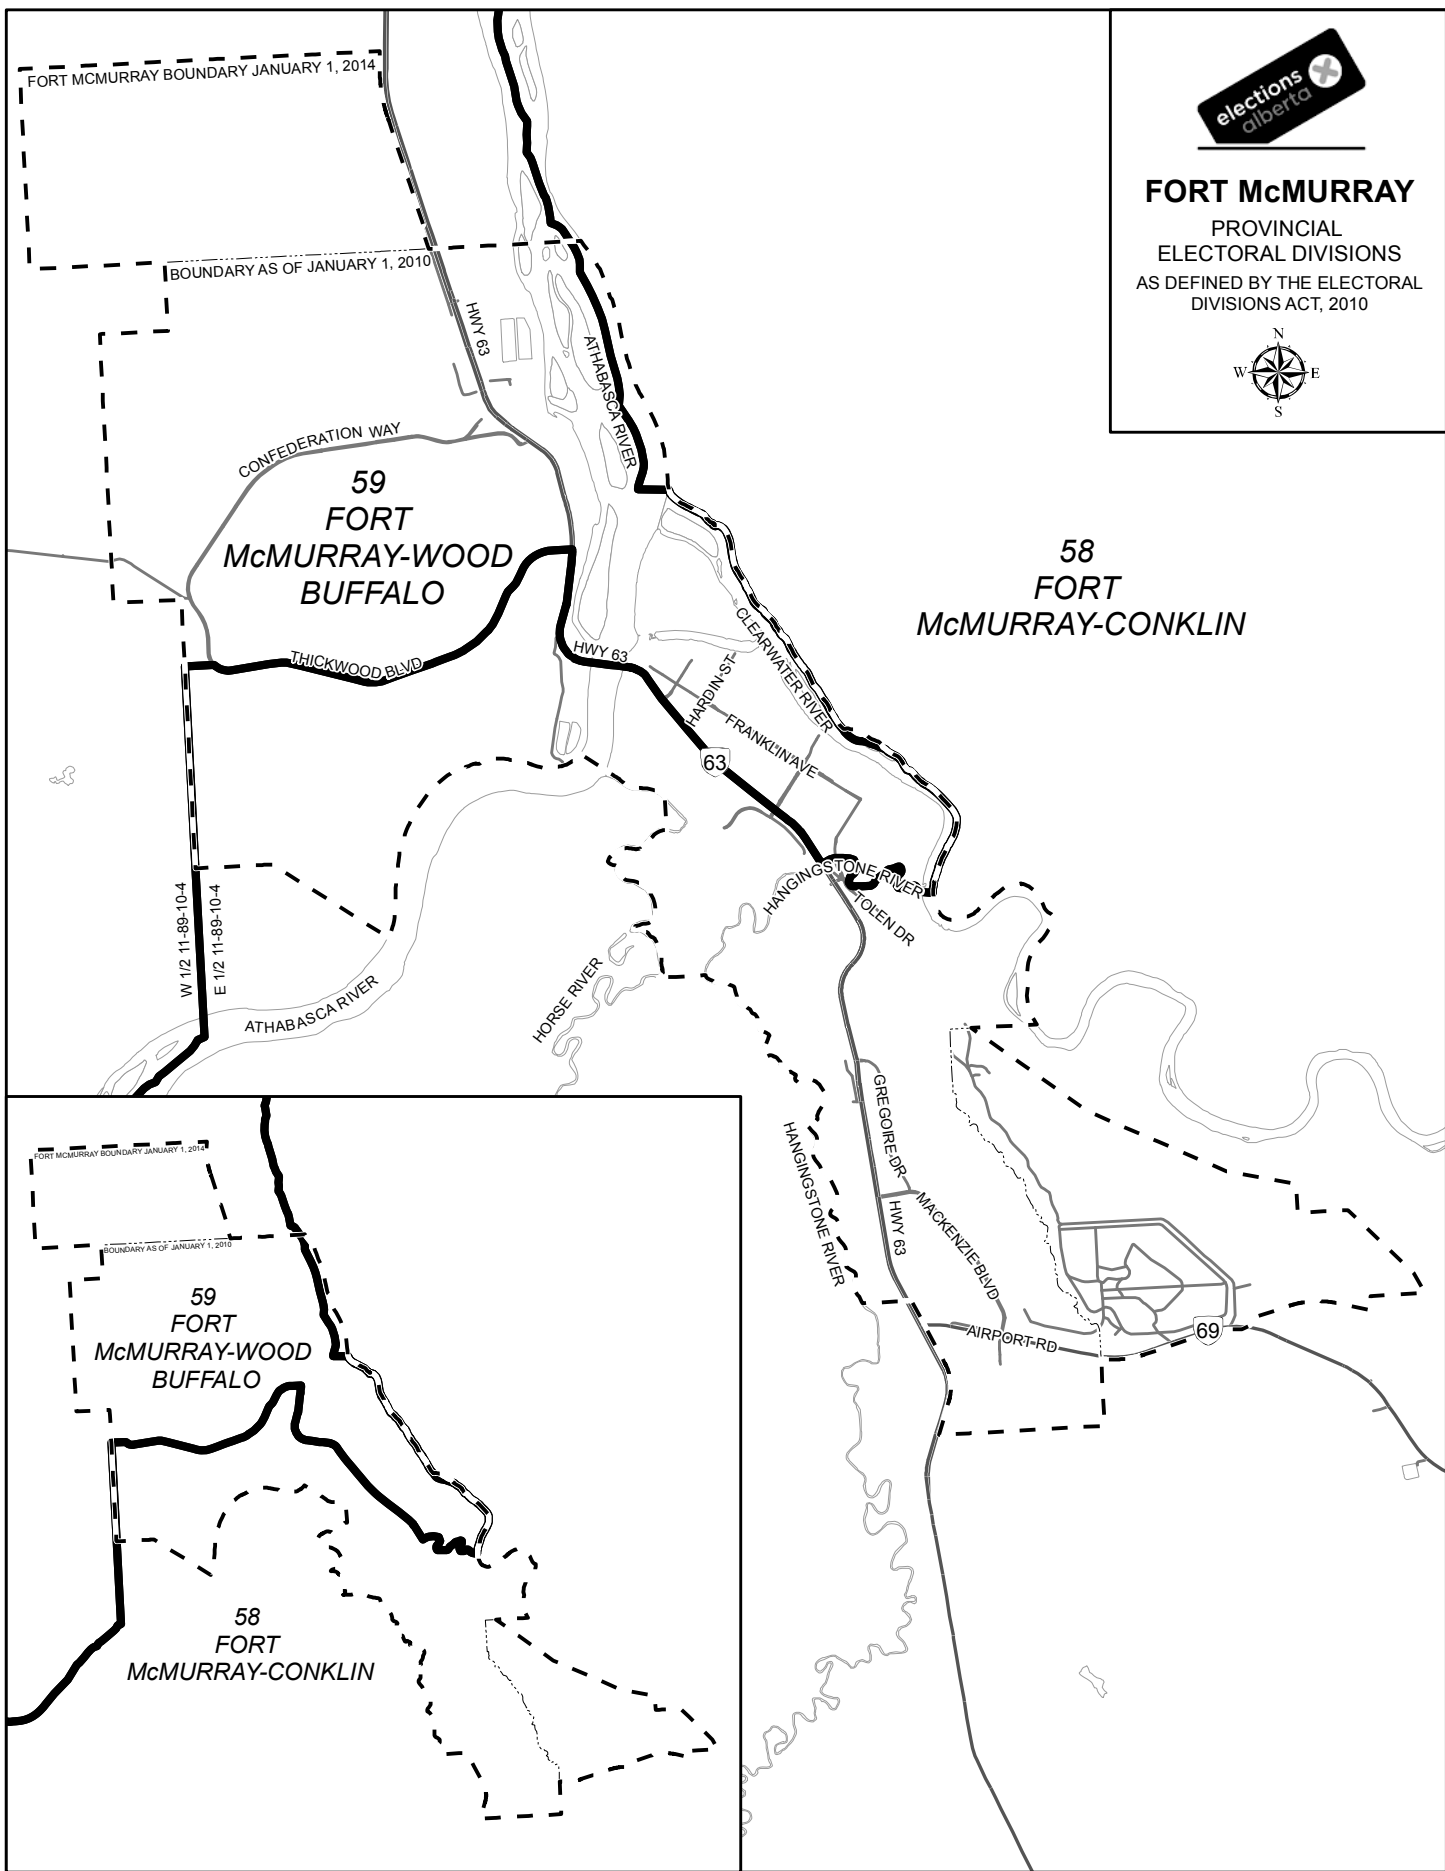 FORT MCMURRAY BOUNDARY JANUARY 1, 2014
elections
alberta
FORT McMURRAY
PROVINCIAL
ELECTORAL DIVISIONS
AS DEFINED BY THE ELECTORAL
DIVISIONS ACT, 2010
N
W
E
S
BOUNDARY AS OF JANUARY 1, 2010
HWY 63
ATHABASCA RIVER
CONFEDERATION WAY
59
FORT
McMURRAY-WOOD
BUFFALO
58
FORT
McMURRAY-CONKLIN
THICKWOOD BLVD
HWY 63
HARDIN ST
CLEARWATER RIVER
FRANKLIN AVE
63
HANGINGSTONE RIVER
TOLEN DR
W 1/2 11-89-10-4
E 1/2 11-89-10-4
ATHABASCA RIVER
HORSE RIVER
GREGOIRE DR
HANGINGSTONE RIVER
HWY 63
MACKENZIE BLVD
AIRPORT RD
69
FORT MCMURRAY BOUNDARY JANUARY 1, 2014
BOUNDARY AS OF JANUARY 1, 2010
59
FORT
McMURRAY-WOOD
BUFFALO
58
FORT
McMURRAY-CONKLIN